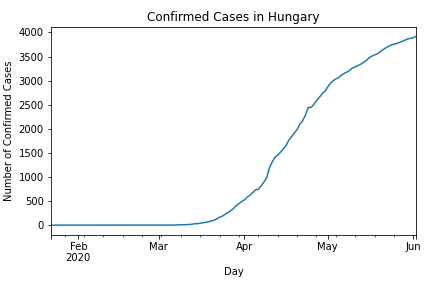 Confirmed Cases in Hungary
Number of Confirmed Cases
4000
3500
3000
2500
2000
1500
1000
500
0
Feb
2020
Mar
Apr
May
Jun
Day